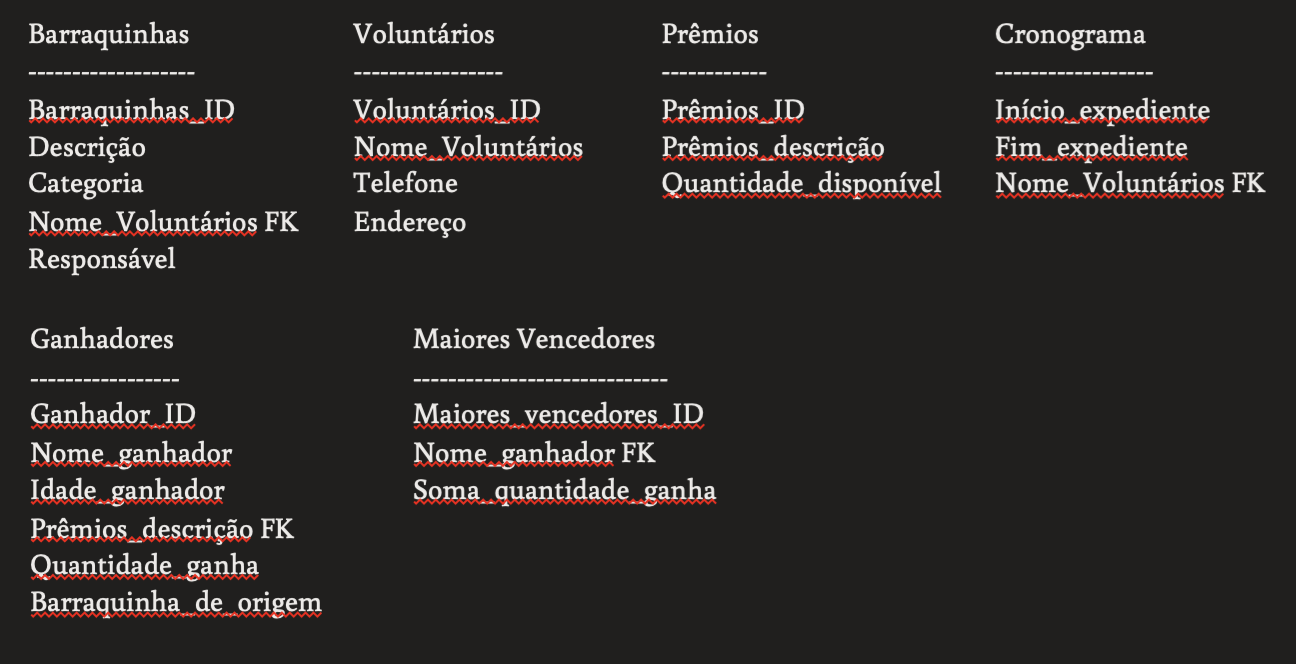 Barraquinhas
-------------------
Barraquinhas_ID
Descrição
Categoria
Nome_Voluntários FK
Responsável
Voluntários
-----------------
Voluntários_ID
Nome_Voluntários
Telefone
Endereço
Prêmios
------------
Prêmios_ID
Prêmios_descrição
Quantidade_disponível
Cronograma
------------------
Início_expediente
Fim_expediente
Nome_Voluntários FK
Ganhadores
-----------------
Ganhador_ID
Nome_ganhador
Idade_ganhador
Prêmios_descrição FK
Quantidade_ganha
Barraquinha_de_origem
Maiores Vencedores
-----------------------------
Maiores_vencedores_ID
Nome_ganhador FK
Soma_quantidade_ganha